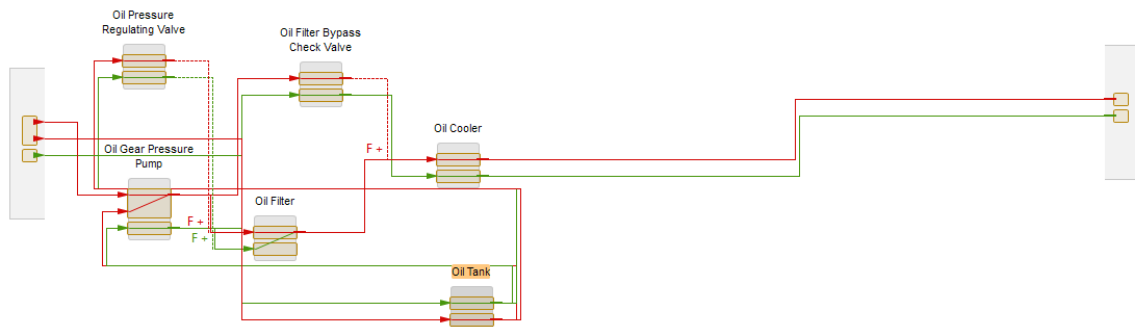 Oil Pressure
Regulating Valve
Oil Filter Bypass
Check Valve
Oil Cooler
F +
Oil Gear Pressure
Pump
Oil Filter
F +
F +
Oil Tank